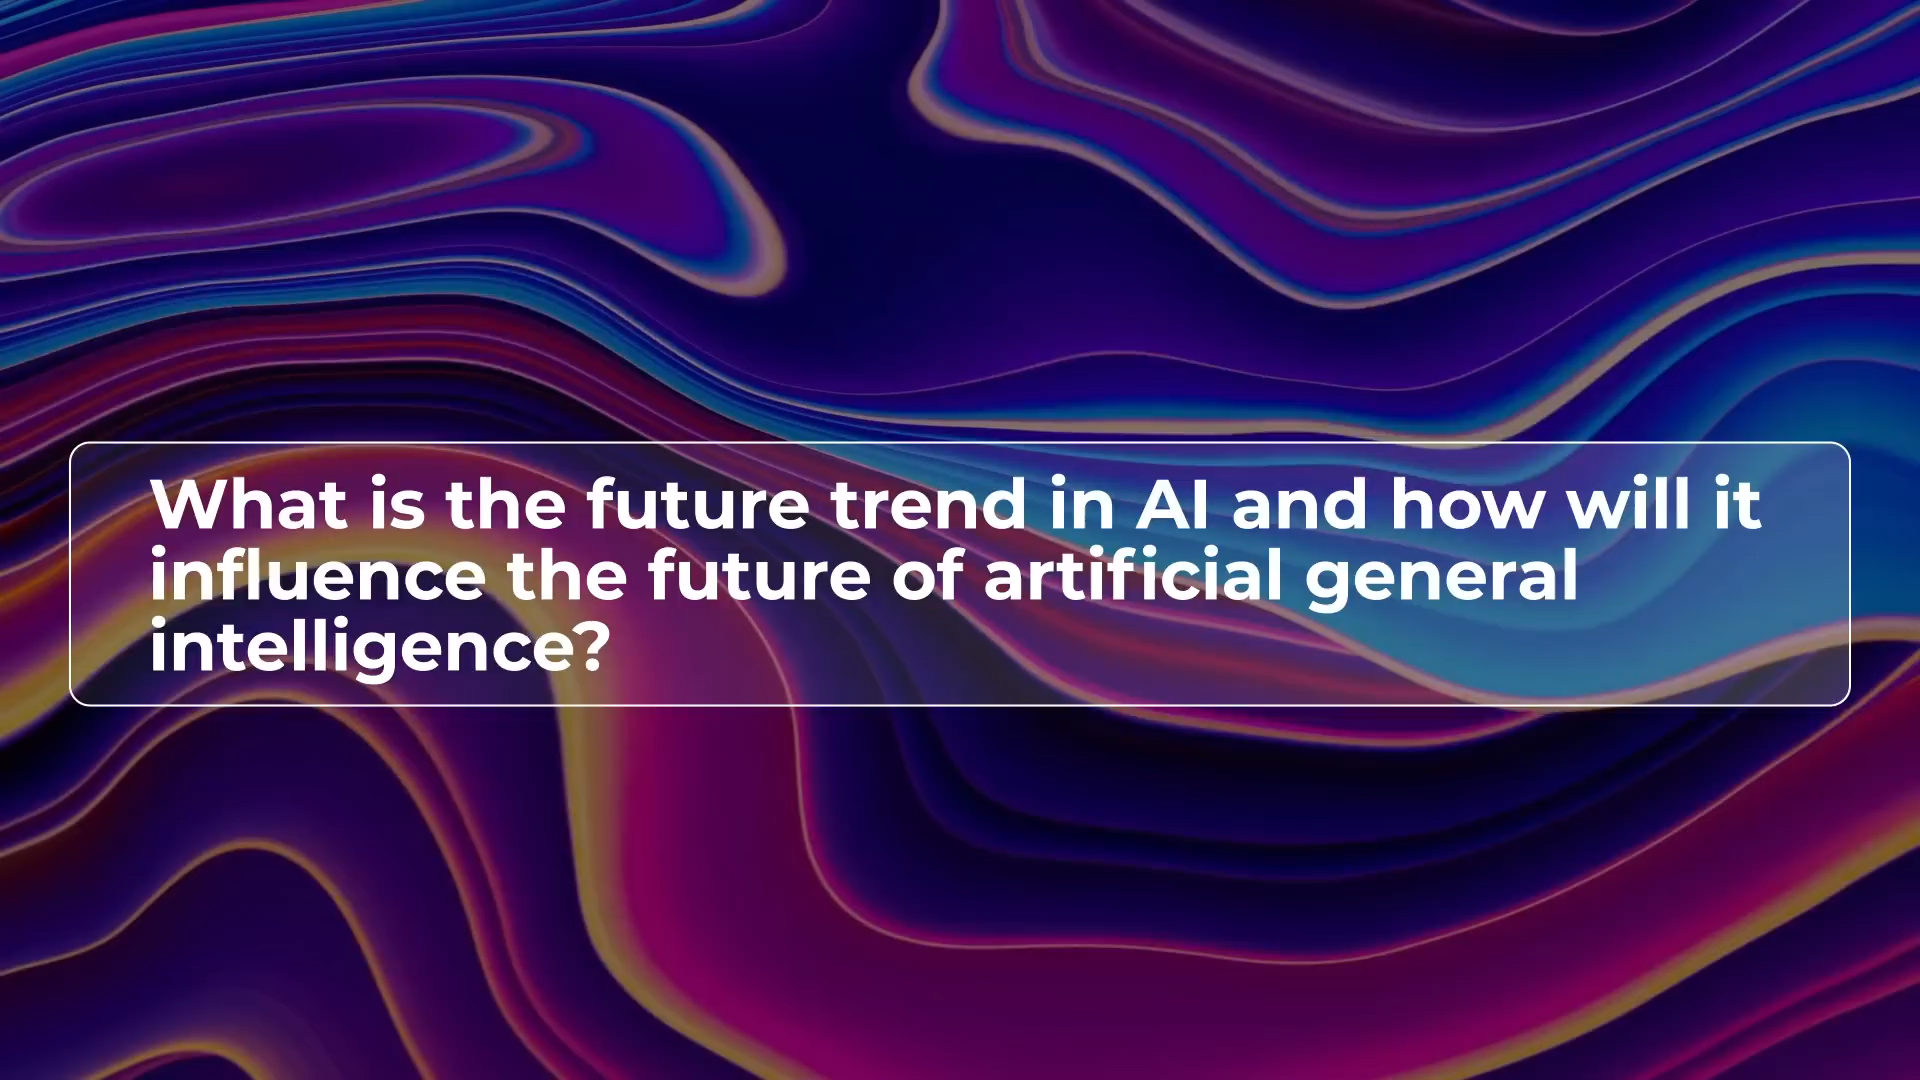 What is the future trend in AI and how will it
influence the future of artificial general
intelligence?